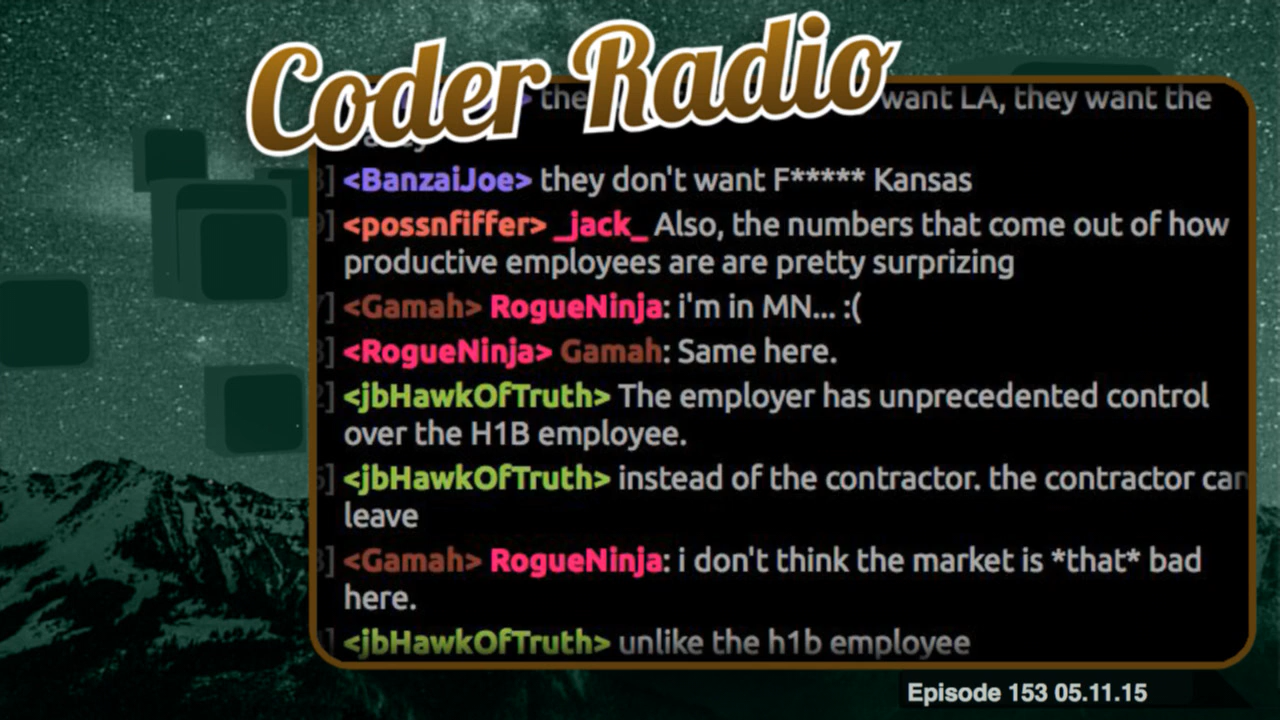 Coder Radio
the want LA, they want the
<BanzaiJoe> they don't want F***** Kansas
<possnfiffer> _jack_ Also, the numbers that come out of how
productive employees are are pretty surprizing
<Gamah> RogueNinja: i'm in MN... :(
<RogueNinja> Gamah: Same here.
<jbHawkOfTruth> The employer has unprecedented control
over the H1B employee.
<jbHawkOfTruth> instead of the contractor. the contractor can
leave
<Gamah> RogueNinja: i don't think the market is *that* bad
here.
<jbHawkOfTruth> unlike the h1b employee
Episode 153 05.11.15